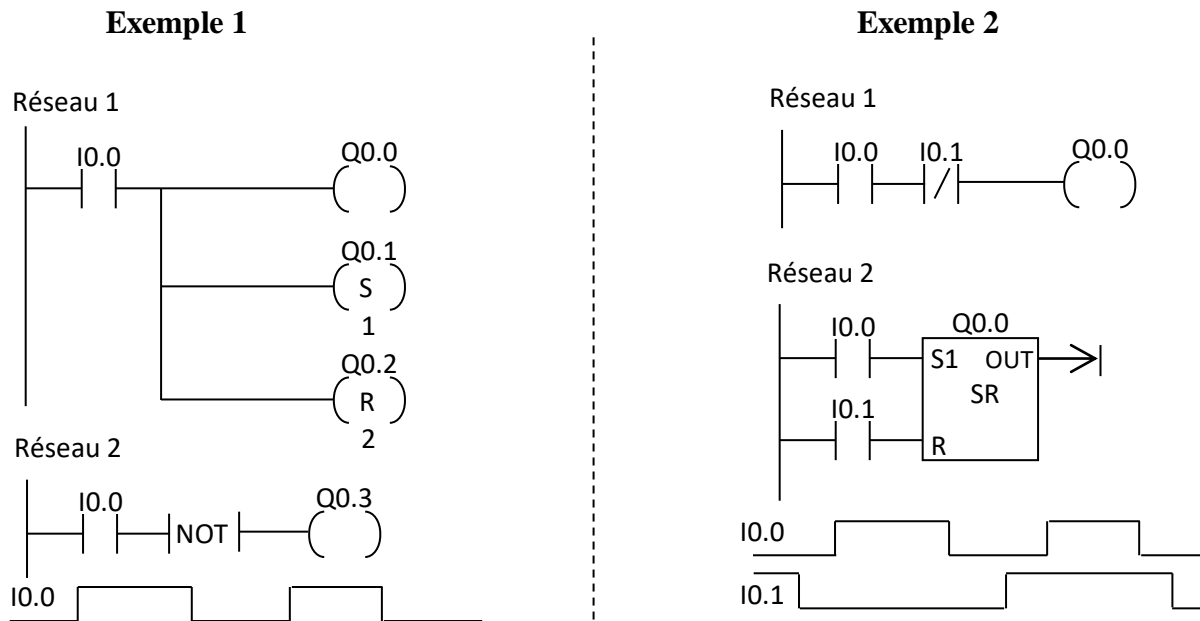 Exemple 1
Réseau 1
I0.0
Q0.0
Q0.1
S
1
Q0.2
R
2
Réseau 2
I0.0
NOT
Q0.3
I0.0
Exemple 2
Réseau 1
I0.0 I0.1 Q0.0
Réseau 2
I0.0 Q0.0
S1 OUT
SR
I0.1
R
I0.0
I0.1